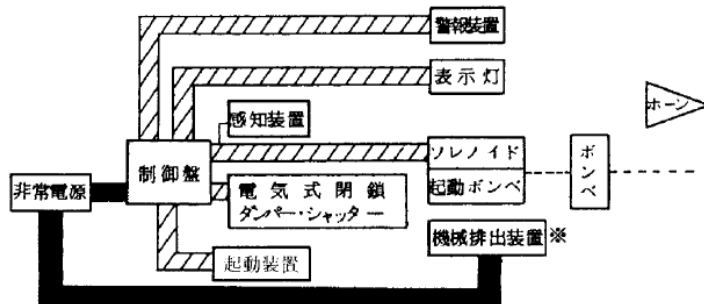 警報装置
表示灯
ホーン
感知装置
制御盤
ソレノイド
起動ボンベ
ボンベ
非常電源
電気式閉鎖
ダンパー・シャッター
機械排出装置※
起動装置